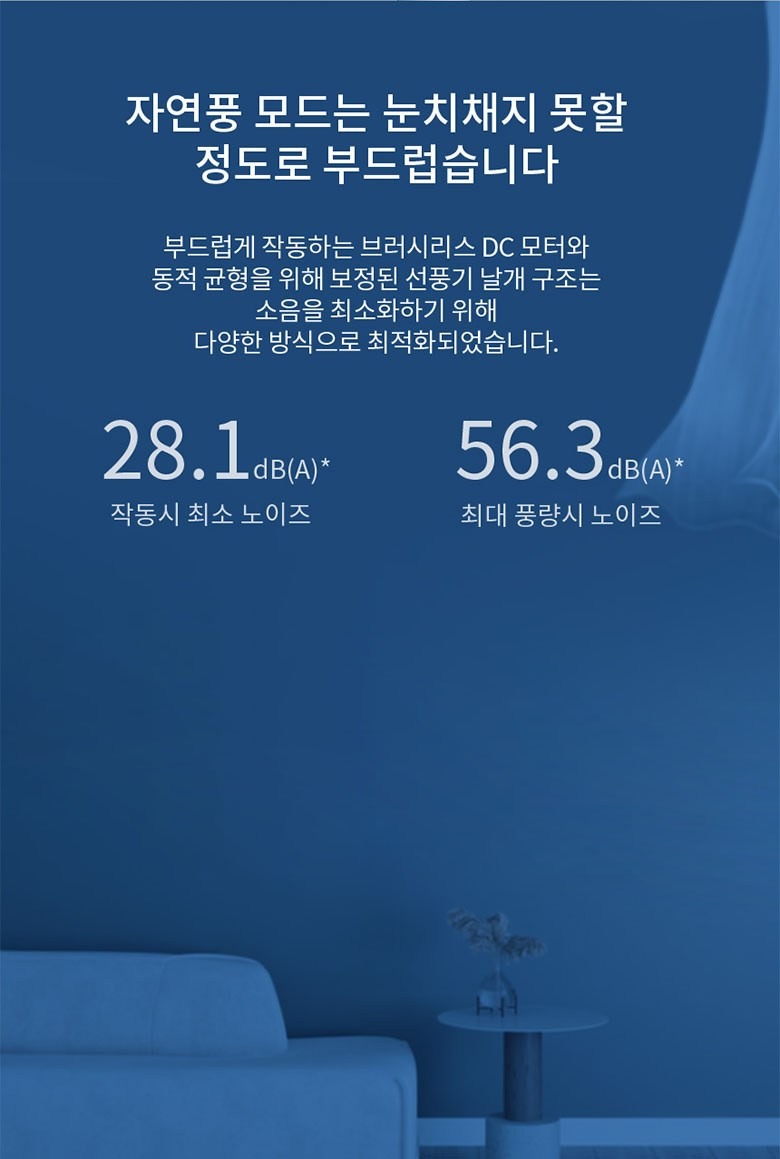 자연풍 모드는 눈치채지 못할
정도로 부드럽습니다
부드럽게 작동하는 브러시리스 DC 모터와
동적 균형을 위해 보정된 선풍기 날개 구조는
소음을 최소화하기 위해
다양한 방식으로 최적화되었습니다.
28.1dB(A)* 56.3dB(A)*
작동시 최소 노이즈 최대 풍량시 노이즈